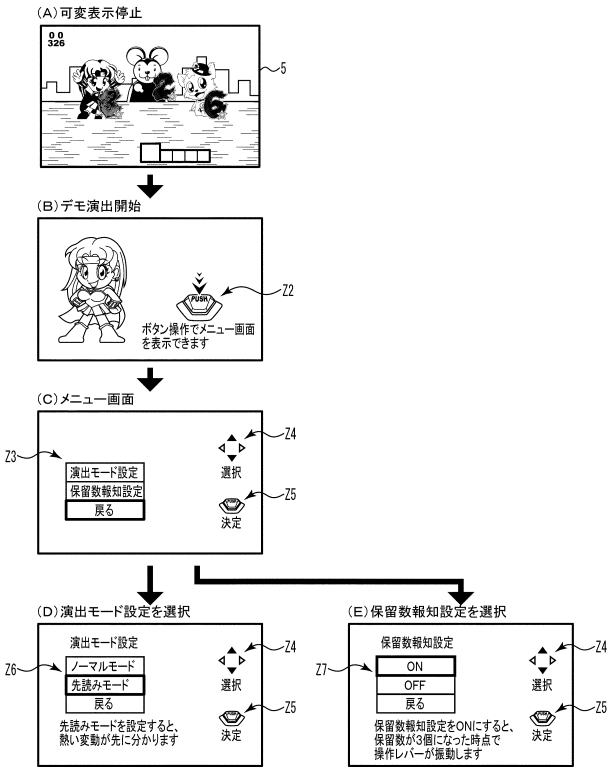 (A)可変表示停止
0 0
326
2 2 6
5
(B)デモ演出開始
PUSH
Z2
ボタン操作でメニュー画面
を表示できます
(C)メニュー画面
Z3
演出モード設定
保留数報知設定
戻る
Z4
選択
Z5
決定
(D)演出モード設定を選択
演出モード設定
Z6
ノーマルモード
先読みモード
戻る
Z4
選択
Z5
決定
先読みモードを設定すると、
熱い変動が先に分かります
(E)保留数報知設定を選択
保留数報知設定
Z7
ON
OFF
戻る
Z4
選択
Z5
決定
保留数報知設定をONにすると、
保留数が3個になった時点で
操作レバーが振動します